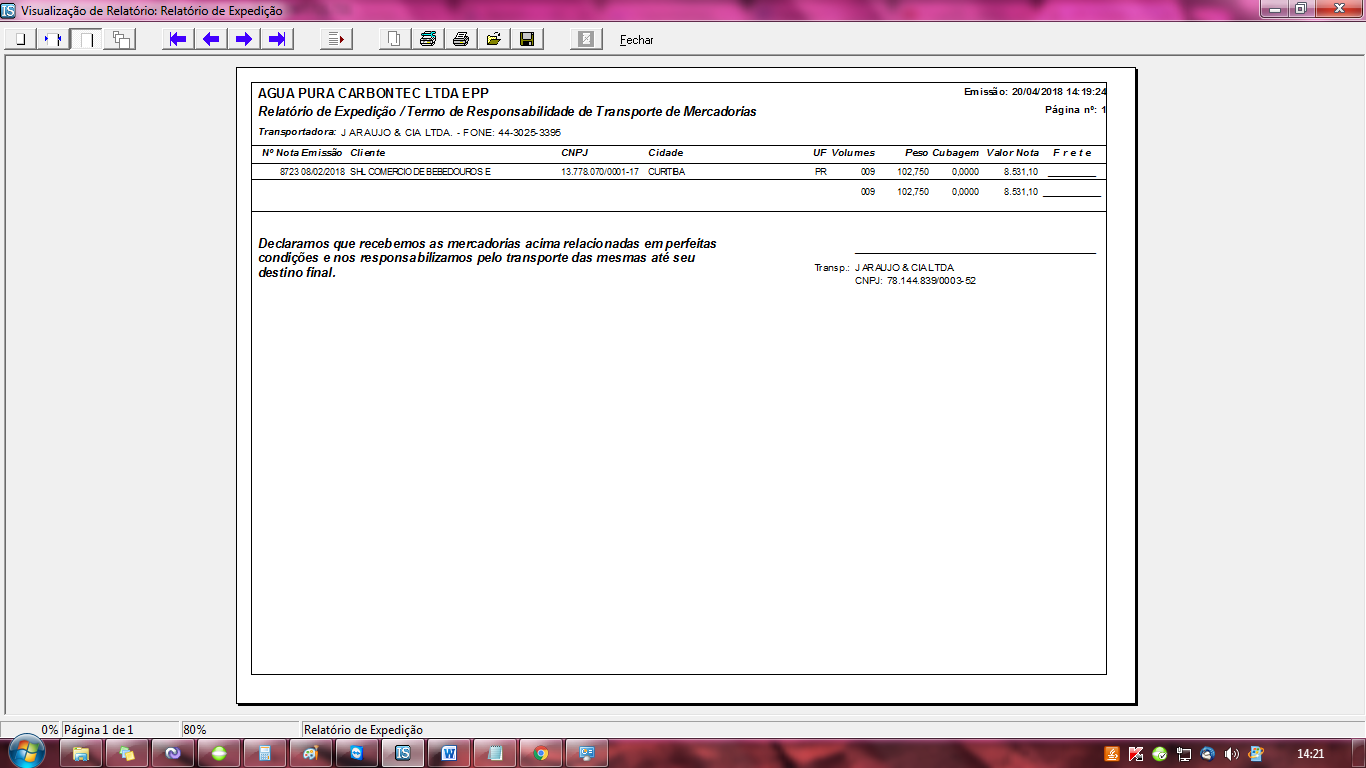 Visualização de Relatório: Relatório de Expedição
Fechar
AGUA PURA CARBONTEC LTDA EPP
Emissão: 20/04/2018 14:19:24
Relatório de Expedição / Termo de Responsabilidade de Transporte de Mercadorias
Página nº: 1
Transportadora: J ARAUJO & CIA LTDA. - FONE: 44-3025-3395
Nº Nota Emissão Cliente CNPJ Cidade UF Volumes Peso Cubagem Valor Nota F r e t e
8723 08/02/2018 SHL COMERCIO DE BEBEDOUROS E 13.778.070/0001-17 CURITIBA PR 009 102,750 0,0000 8.531,10
009 102,750 0,0000 8.531,10
Declaramos que recebemos as mercadorias acima relacionadas em perfeitas
condições e nos responsabilizamos pelo transporte das mesmas até seu
destino final.
Transp.: J ARAUJO & CIA LTDA
CNPJ: 78.144.839/0003-52
0% Página 1 de 1 80% Relatório de Expedição
14:21